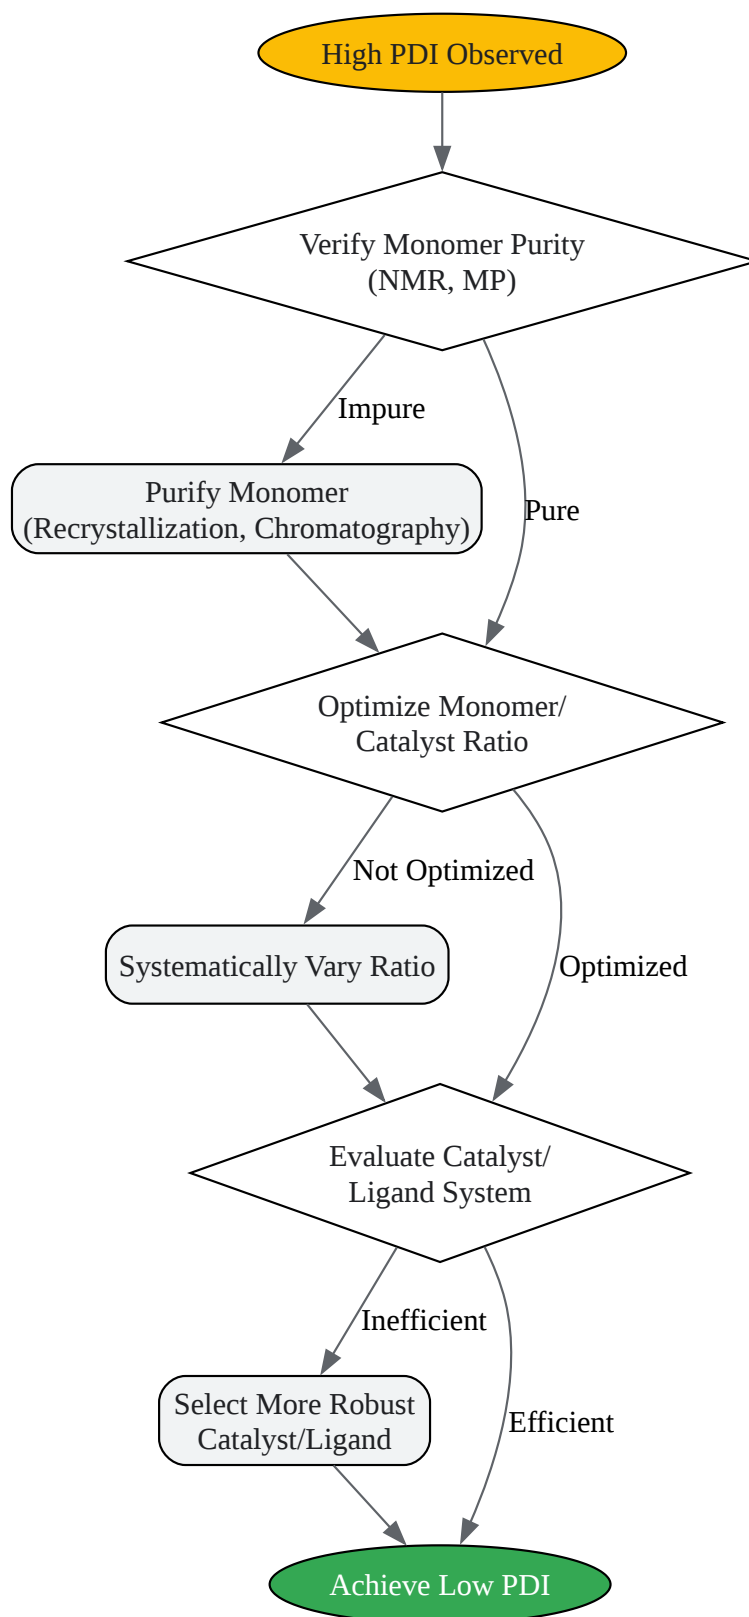 High PDI Observed
Verify Monomer Purity
(NMR, MP)
Impure
Purify Monomer
(Recrystallization, Chromatography)
Pure
Optimize Monomer/
Catalyst Ratio
Not Optimized
Systematically Vary Ratio
Optimized
Evaluate Catalyst/
Ligand System
Inefficient
Select More Robust
Catalyst/Ligand
Efficient
Achieve Low PDI